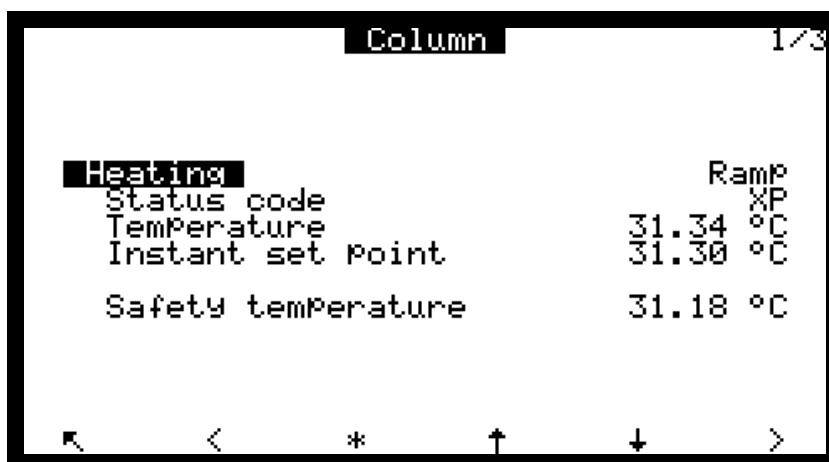 Column 1/3
Heating Ramp
Status code XP
Temperature 31.34 °C
Instant set point 31.30 °C
Safety temperature 31.18 °C
↖ < * ↑ ↓ >